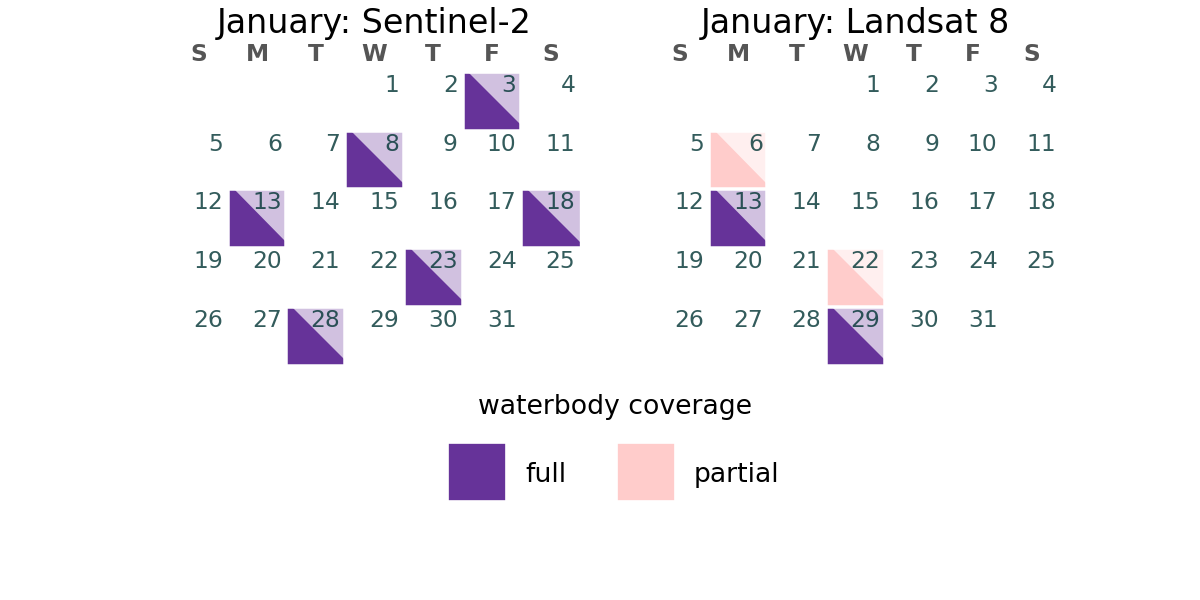 January: Sentinel-2
S M T W T F S
1 2 3 4
5 6 7 8 9 10 11
12 13 14 15 16 17 18
19 20 21 22 23 24 25
26 27 28 29 30 31
January: Landsat 8
S M T W T F S
1 2 3 4
5 6 7 8 9 10 11
12 13 14 15 16 17 18
19 20 21 22 23 24 25
26 27 28 29 30 31
waterbody coverage
full
partial